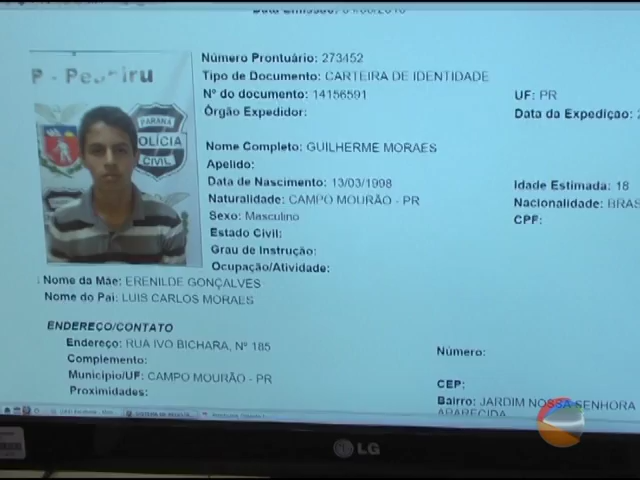 Data Emissão:
P - Peabiru
PARANÁ
POLÍCIA
CIVIL
Número Prontuário: 273452
Tipo de Documento: CARTEIRA DE IDENTIDADE
Nº do documento: 14156591
UF: PR
Órgão Expedidor:
Data da Expedição:
Nome Completo: GUILHERME MORAES
Apelido:
Data de Nascimento: 13/03/1998
Idade Estimada: 18
Naturalidade: CAMPO MOURÃO - PR
Nacionalidade: BRAS
Sexo: Masculino
CPF:
Estado Civil:
Grau de Instrução:
Ocupação/Atividade:
Nome da Mãe: ERENILDE GONÇALVES
Nome do Pai: LUIS CARLOS MORAES
ENDEREÇO/CONTATO
Endereço: RUA IVO BICHARA, Nº 185
Número:
Complemento:
Município/UF: CAMPO MOURÃO - PR
CEP:
Proximidades:
Bairro: JARDIM NOSSA SENHORA
APARECIDA
LG